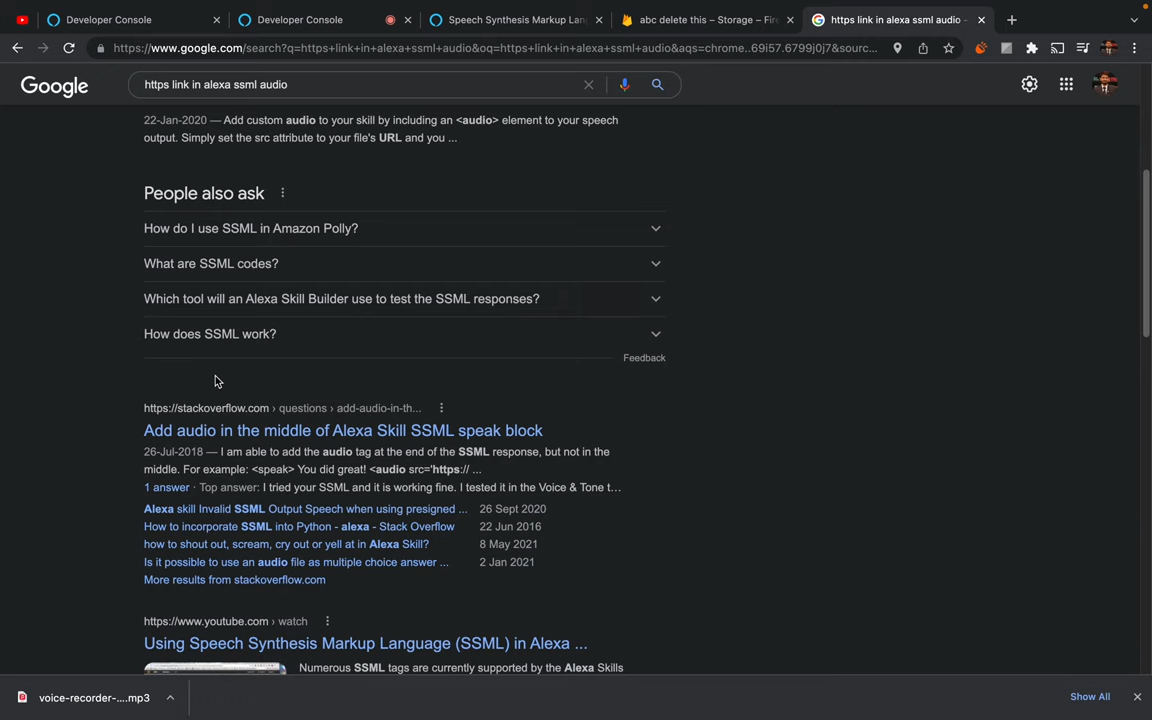 Developer Console
Developer Console
Speech Synthesis Markup Lan
abc delete this – Storage – Fire
https link in alexa ssml audio -
https://www.google.com/search?q=https+link+in+alexa+ssml+audio&oq=https+link+in+alexa+ssml+audio&aqs=chrome..69i57.6799j0j7&sourc...
Google
https link in alexa ssml audio
22-Jan-2020 — Add custom audio to your skill by including an <audio> element to your speech
output. Simply set the src attribute to your file's URL and you ...
People also ask
How do I use SSML in Amazon Polly?
What are SSML codes?
Which tool will an Alexa Skill Builder use to test the SSML responses?
How does SSML work?
Feedback
https://stackoverflow.com › questions › add-audio-in-th...
Add audio in the middle of Alexa Skill SSML speak block
26-Jul-2018 — I am able to add the audio tag at the end of the SSML response, but not in the
middle. For example: <speak> You did great! <audio src='https:// ...
1 answer · Top answer: I tried your SSML and it is working fine. I tested it in the Voice & Tone t...
Alexa skill Invalid SSML Output Speech when using presigned ... 26 Sept 2020
How to incorporate SSML into Python - alexa - Stack Overflow 22 Jun 2016
how to shout out, scream, cry out or yell at in Alexa Skill? 8 May 2021
Is it possible to use an audio file as multiple choice answer ... 2 Jan 2021
More results from stackoverflow.com
https://www.youtube.com › watch
Using Speech Synthesis Markup Language (SSML) in Alexa ...
Numerous SSML tags are currently supported by the Alexa Skills
voice-recorder-....mp3
Show All